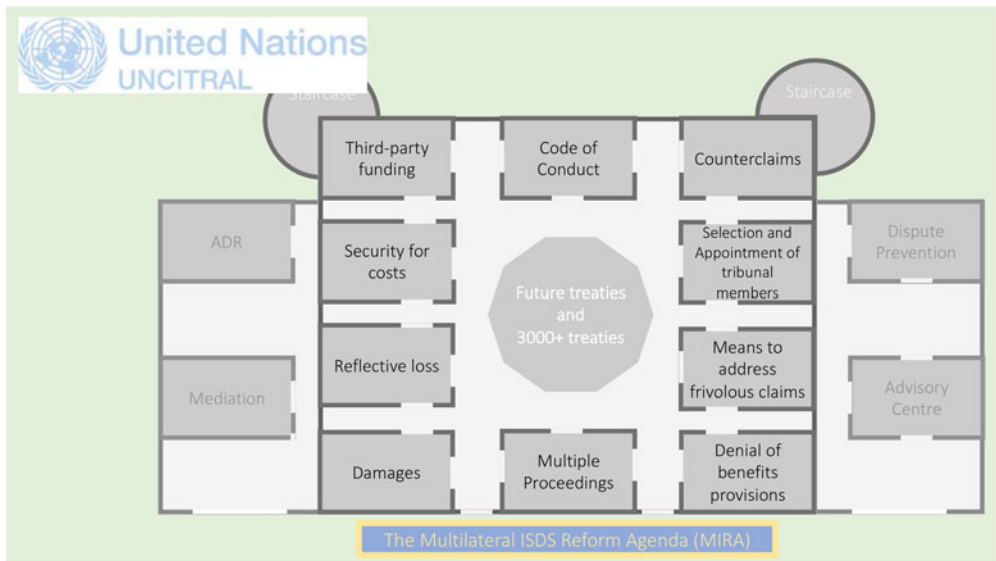 United Nations
UNCITRAL
Staircase
Staircase
Third-party
funding
Code of
Conduct
Counterclaims
ADR
Security for
costs
Selection and
Appointment of
tribunal
members
Dispute
Prevention
Future treaties
and
3000+ treaties
Reflective loss
Means to
address
frivolous claims
Mediation
Advisory
Centre
Damages
Multiple
Proceedings
Denial of
benefits
provisions
The Multilateral ISDS Reform Agenda (MIRA)